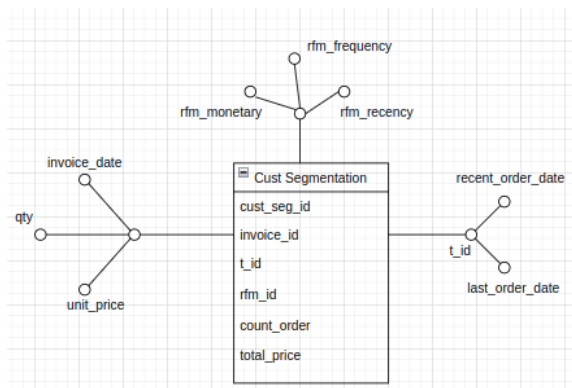 rfm_frequency
rfm_monetary
rfm_recency
invoice_date
Cust Segmentation
recent_order_date
cust_seg_id
qty
invoice_id
t_id
t_id
last_order_date
rfm_id
unit_price
count_order
total_price